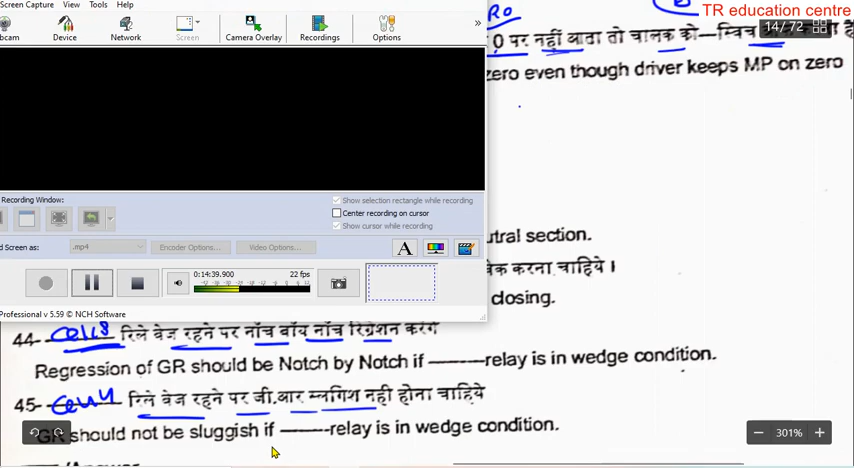 Screen Capture View Tools Help
bcam Device Network Screen Camera Overlay Recordings Options »
Recording Window:
Show selection rectangle while recording
Center recording on cursor
Show cursor while recording
Screen as: .mp4 Encoder Options... Video Options...
A
0:14:39.900 22 fps
Professional v 5.59 © NCH Software
TR education centre
14/72
RO
0 पर नहीं आता तो चालक को—स्विच
zero even though driver keeps MP on zero
utral section.
वेक करना चाहिये।
closing.
44- रिले वेज रहने पर नॉच बॉय नॉच रिग्रेशन करेगे
Regression of GR should be Notch by Notch if ———relay is in wedge condition.
45- रिले वेज रहने पर जी.आर स्लगिश नही होना चाहिये
GR should not be sluggish if ———relay is in wedge condition.
/Answer
301%